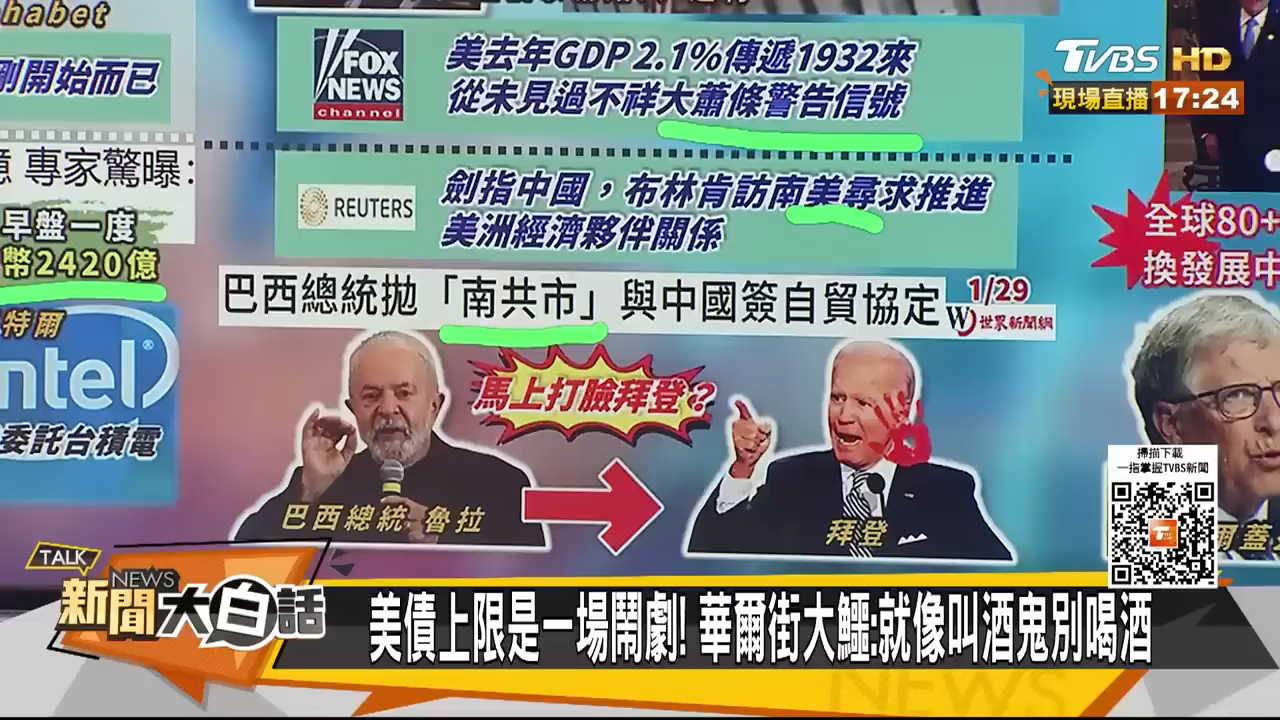 phabet
剛開始而已
專家驚曝:
早盤一度
幣2420億
特爾
intel
委託台積電
FOX
NEWS
channel
美去年GDP 2.1%傳遞1932來
從未見過不祥大蕭條警告信號
REUTERS
劍指中國，布林肯訪南美尋求推進
美洲經濟夥伴關係
巴西總統拋「南共市」與中國簽自貿協定
1/29
W 世界新聞網
馬上打臉拜登?
巴西總統 魯拉
拜登
TVBS HD
現場直播 17:24
全球80+
換發展中
掃描下載
一指掌握TVBS新聞
爾蓋
TALK
NEWS
新聞大白話
美債上限是一場鬧劇! 華爾街大鱷:就像叫酒鬼別喝酒
NEWS